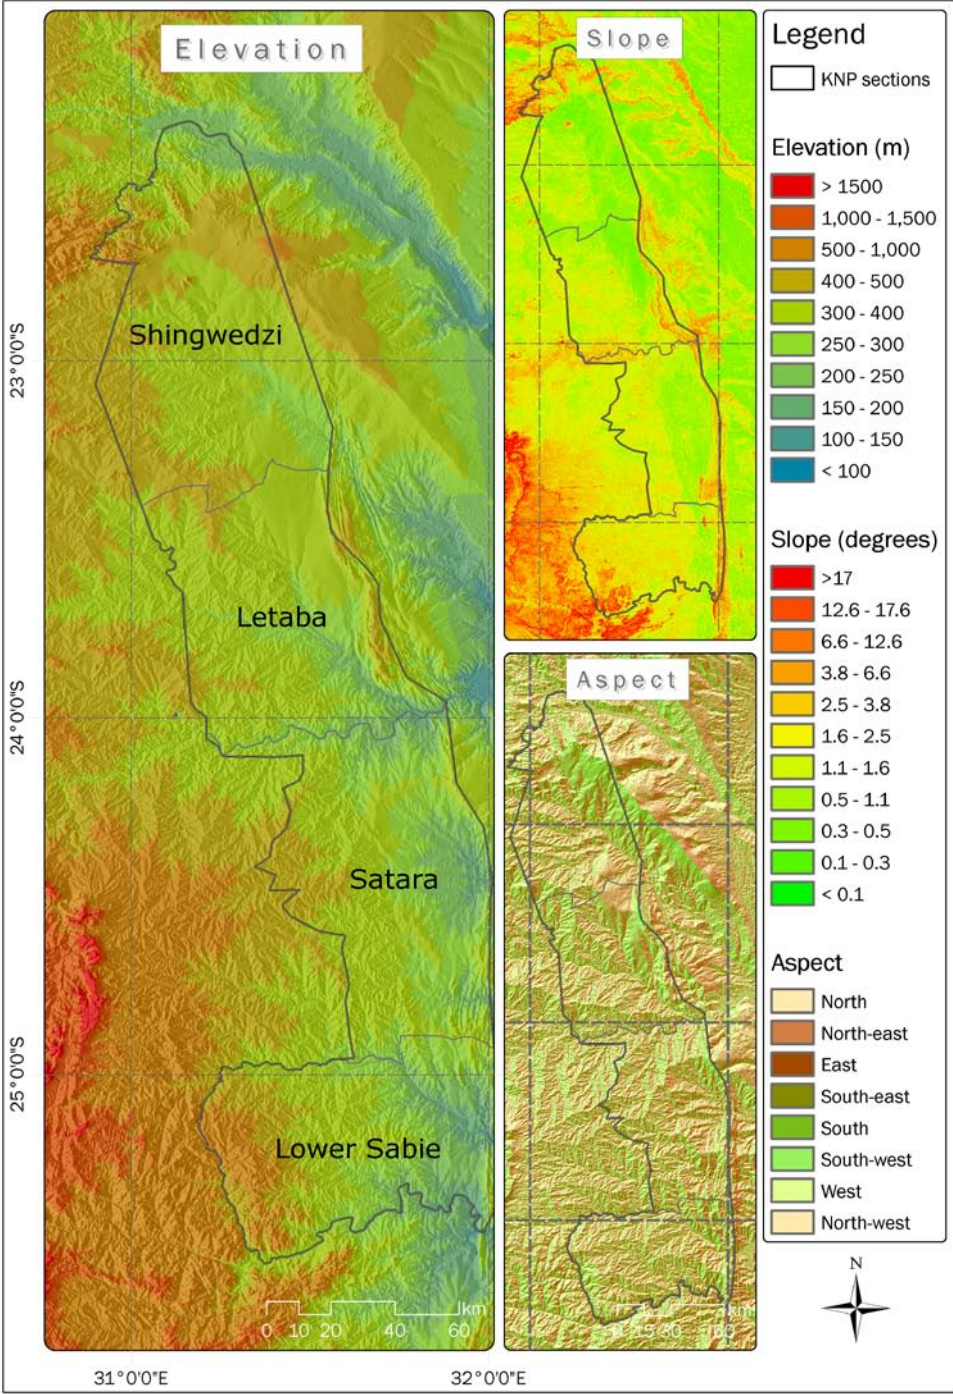 Elevation
Shingwedzi
Letaba
Satara
Lower Sabie
23°0'0"S
24°0'0"S
25°0'0"S
31°0'0"E
32°0'0"E
km
0 10 20 40 60
Slope
Aspect
km
Legend
KNP sections
Elevation (m)
> 1500
1,000 - 1,500
500 - 1,000
400 - 500
300 - 400
250 - 300
200 - 250
150 - 200
100 - 150
< 100
Slope (degrees)
>17
12.6 - 17.6
6.6 - 12.6
3.8 - 6.6
2.5 - 3.8
1.6 - 2.5
1.1 - 1.6
0.5 - 1.1
0.3 - 0.5
0.1 - 0.3
< 0.1
Aspect
North
North-east
East
South-east
South
South-west
West
North-west
N